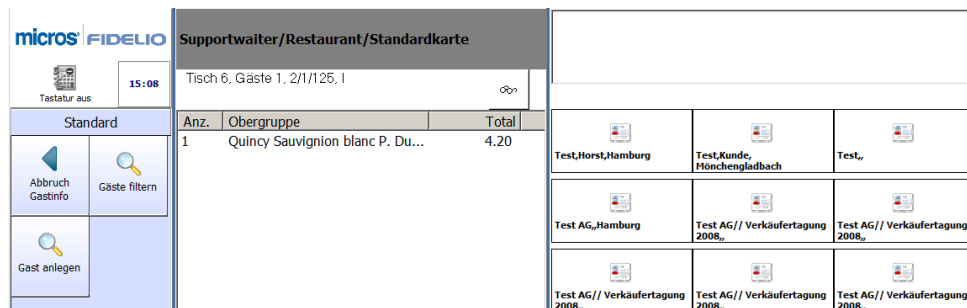 micros FIDELIO
Tastatur aus
15:08
Standard
Abbruch
Gastinfo
Gäste filtern
Gast anlegen
Supportwaiter/Restaurant/Standardkarte
Tisch 6, Gäste 1, 2/1/125, I
Anz. Obergruppe Total
1 Quincy Sauvignion blanc P. Du... 4.20
Test,Horst,Hamburg
Test,Kunde,
Mönchengladbach
Test,,
Test AG,,Hamburg
Test AG// Verkäufertagung
2008,,
Test AG// Verkäufertagung
2008,,
Test AG// Verkäufertagung
2008,,
Test AG// Verkäufertagung
2008,,
Test AG// Verkäufertagung
2008,,